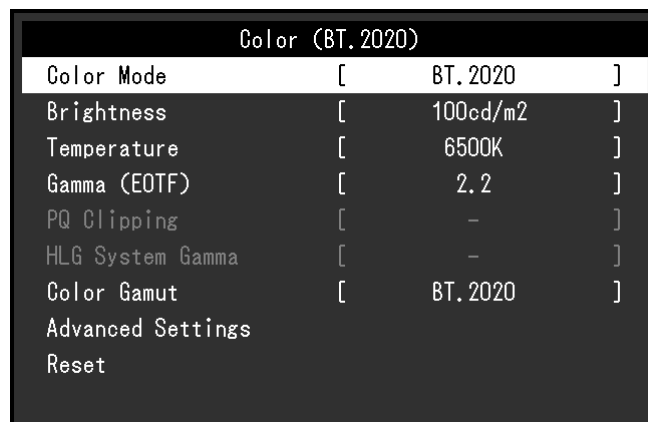 Color (BT.2020)
Color Mode [ BT.2020 ]
Brightness [ 100cd/m2 ]
Temperature [ 6500K ]
Gamma (EOTF) [ 2.2 ]
PQ Clipping [ - ]
HLG System Gamma [ - ]
Color Gamut [ BT.2020 ]
Advanced Settings
Reset